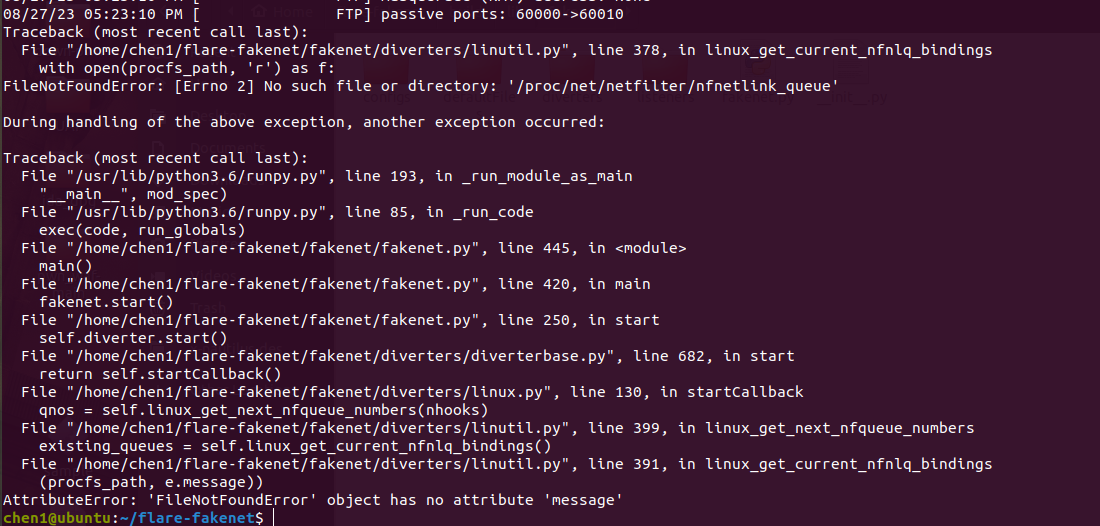 08/27/23 05:23:10 PM [               FTP] passive ports: 60000->60010
Traceback (most recent call last):
  File "/home/chen1/flare-fakenet/fakenet/diverters/linutil.py", line 378, in linux_get_current_nfnlq_bindings
    with open(procfs_path, 'r') as f:
FileNotFoundError: [Errno 2] No such file or directory: '/proc/net/netfilter/nfnetlink_queue'

During handling of the above exception, another exception occurred:

Traceback (most recent call last):
  File "/usr/lib/python3.6/runpy.py", line 193, in _run_module_as_main
    "__main__", mod_spec)
  File "/usr/lib/python3.6/runpy.py", line 85, in _run_code
    exec(code, run_globals)
  File "/home/chen1/flare-fakenet/fakenet/fakenet.py", line 445, in <module>
    main()
  File "/home/chen1/flare-fakenet/fakenet/fakenet.py", line 420, in main
    fakenet.start()
  File "/home/chen1/flare-fakenet/fakenet/fakenet.py", line 250, in start
    self.diverter.start()
  File "/home/chen1/flare-fakenet/fakenet/diverters/diverterbase.py", line 682, in start
    return self.startCallback()
  File "/home/chen1/flare-fakenet/fakenet/diverters/linux.py", line 130, in startCallback
    qnos = self.linux_get_next_nfqueue_numbers(nhooks)
  File "/home/chen1/flare-fakenet/fakenet/diverters/linutil.py", line 399, in linux_get_next_nfqueue_numbers
    existing_queues = self.linux_get_current_nfnlq_bindings()
  File "/home/chen1/flare-fakenet/fakenet/diverters/linutil.py", line 391, in linux_get_current_nfnlq_bindings
    (procfs_path, e.message))
AttributeError: 'FileNotFoundError' object has no attribute 'message'
chen1@ubuntu:~/flare-fakenet$